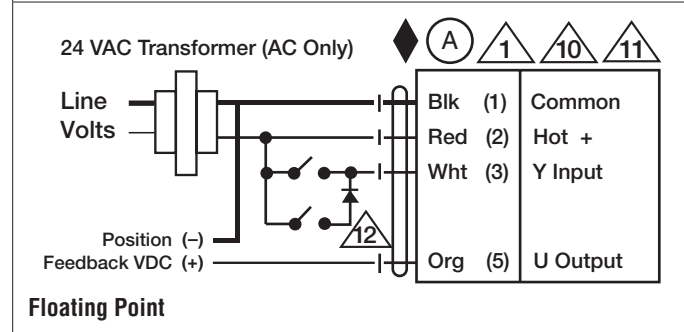 24 VAC Transformer (AC Only)
A 1 10 11
Line
Volts
Blk (1) Common
Red (2) Hot +
Wht (3) Y Input
12
Position (–)
Feedback VDC (+)
Org (5) U Output
Floating Point